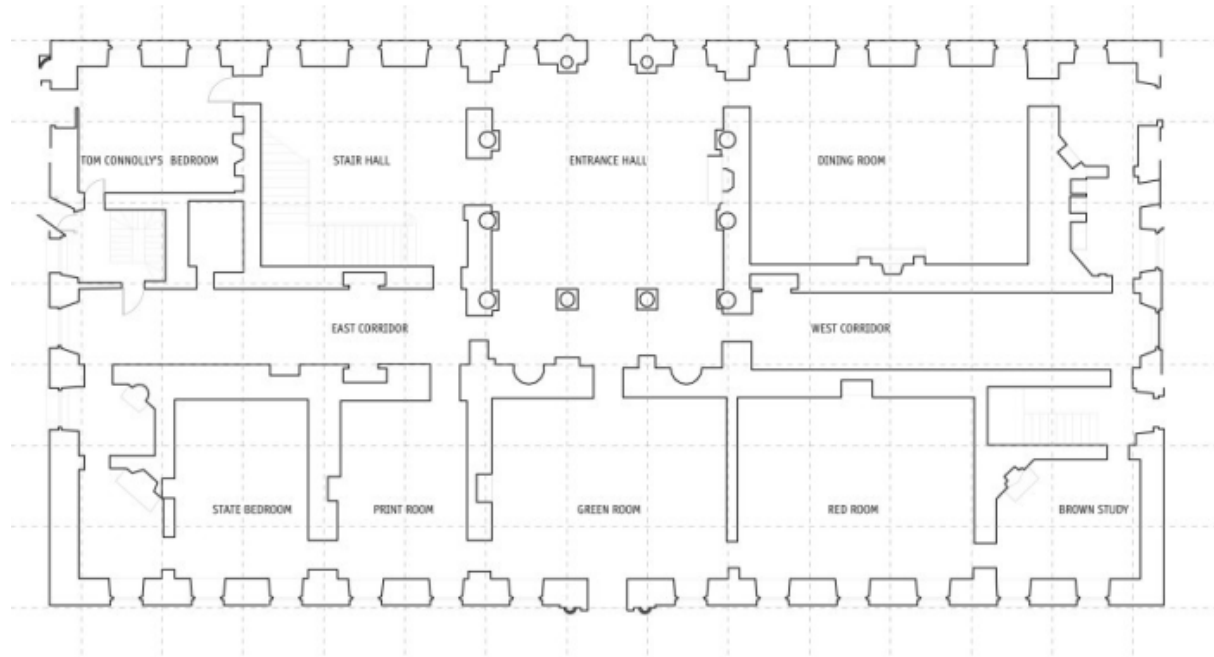 TOM CONNOLLY'S BEDROOM
STAIR HALL
ENTRANCE HALL
DINING ROOM
EAST CORRIDOR
WEST CORRIDOR
STATE BEDROOM
PRINT ROOM
GREEN ROOM
RED ROOM
BROWN STUDY